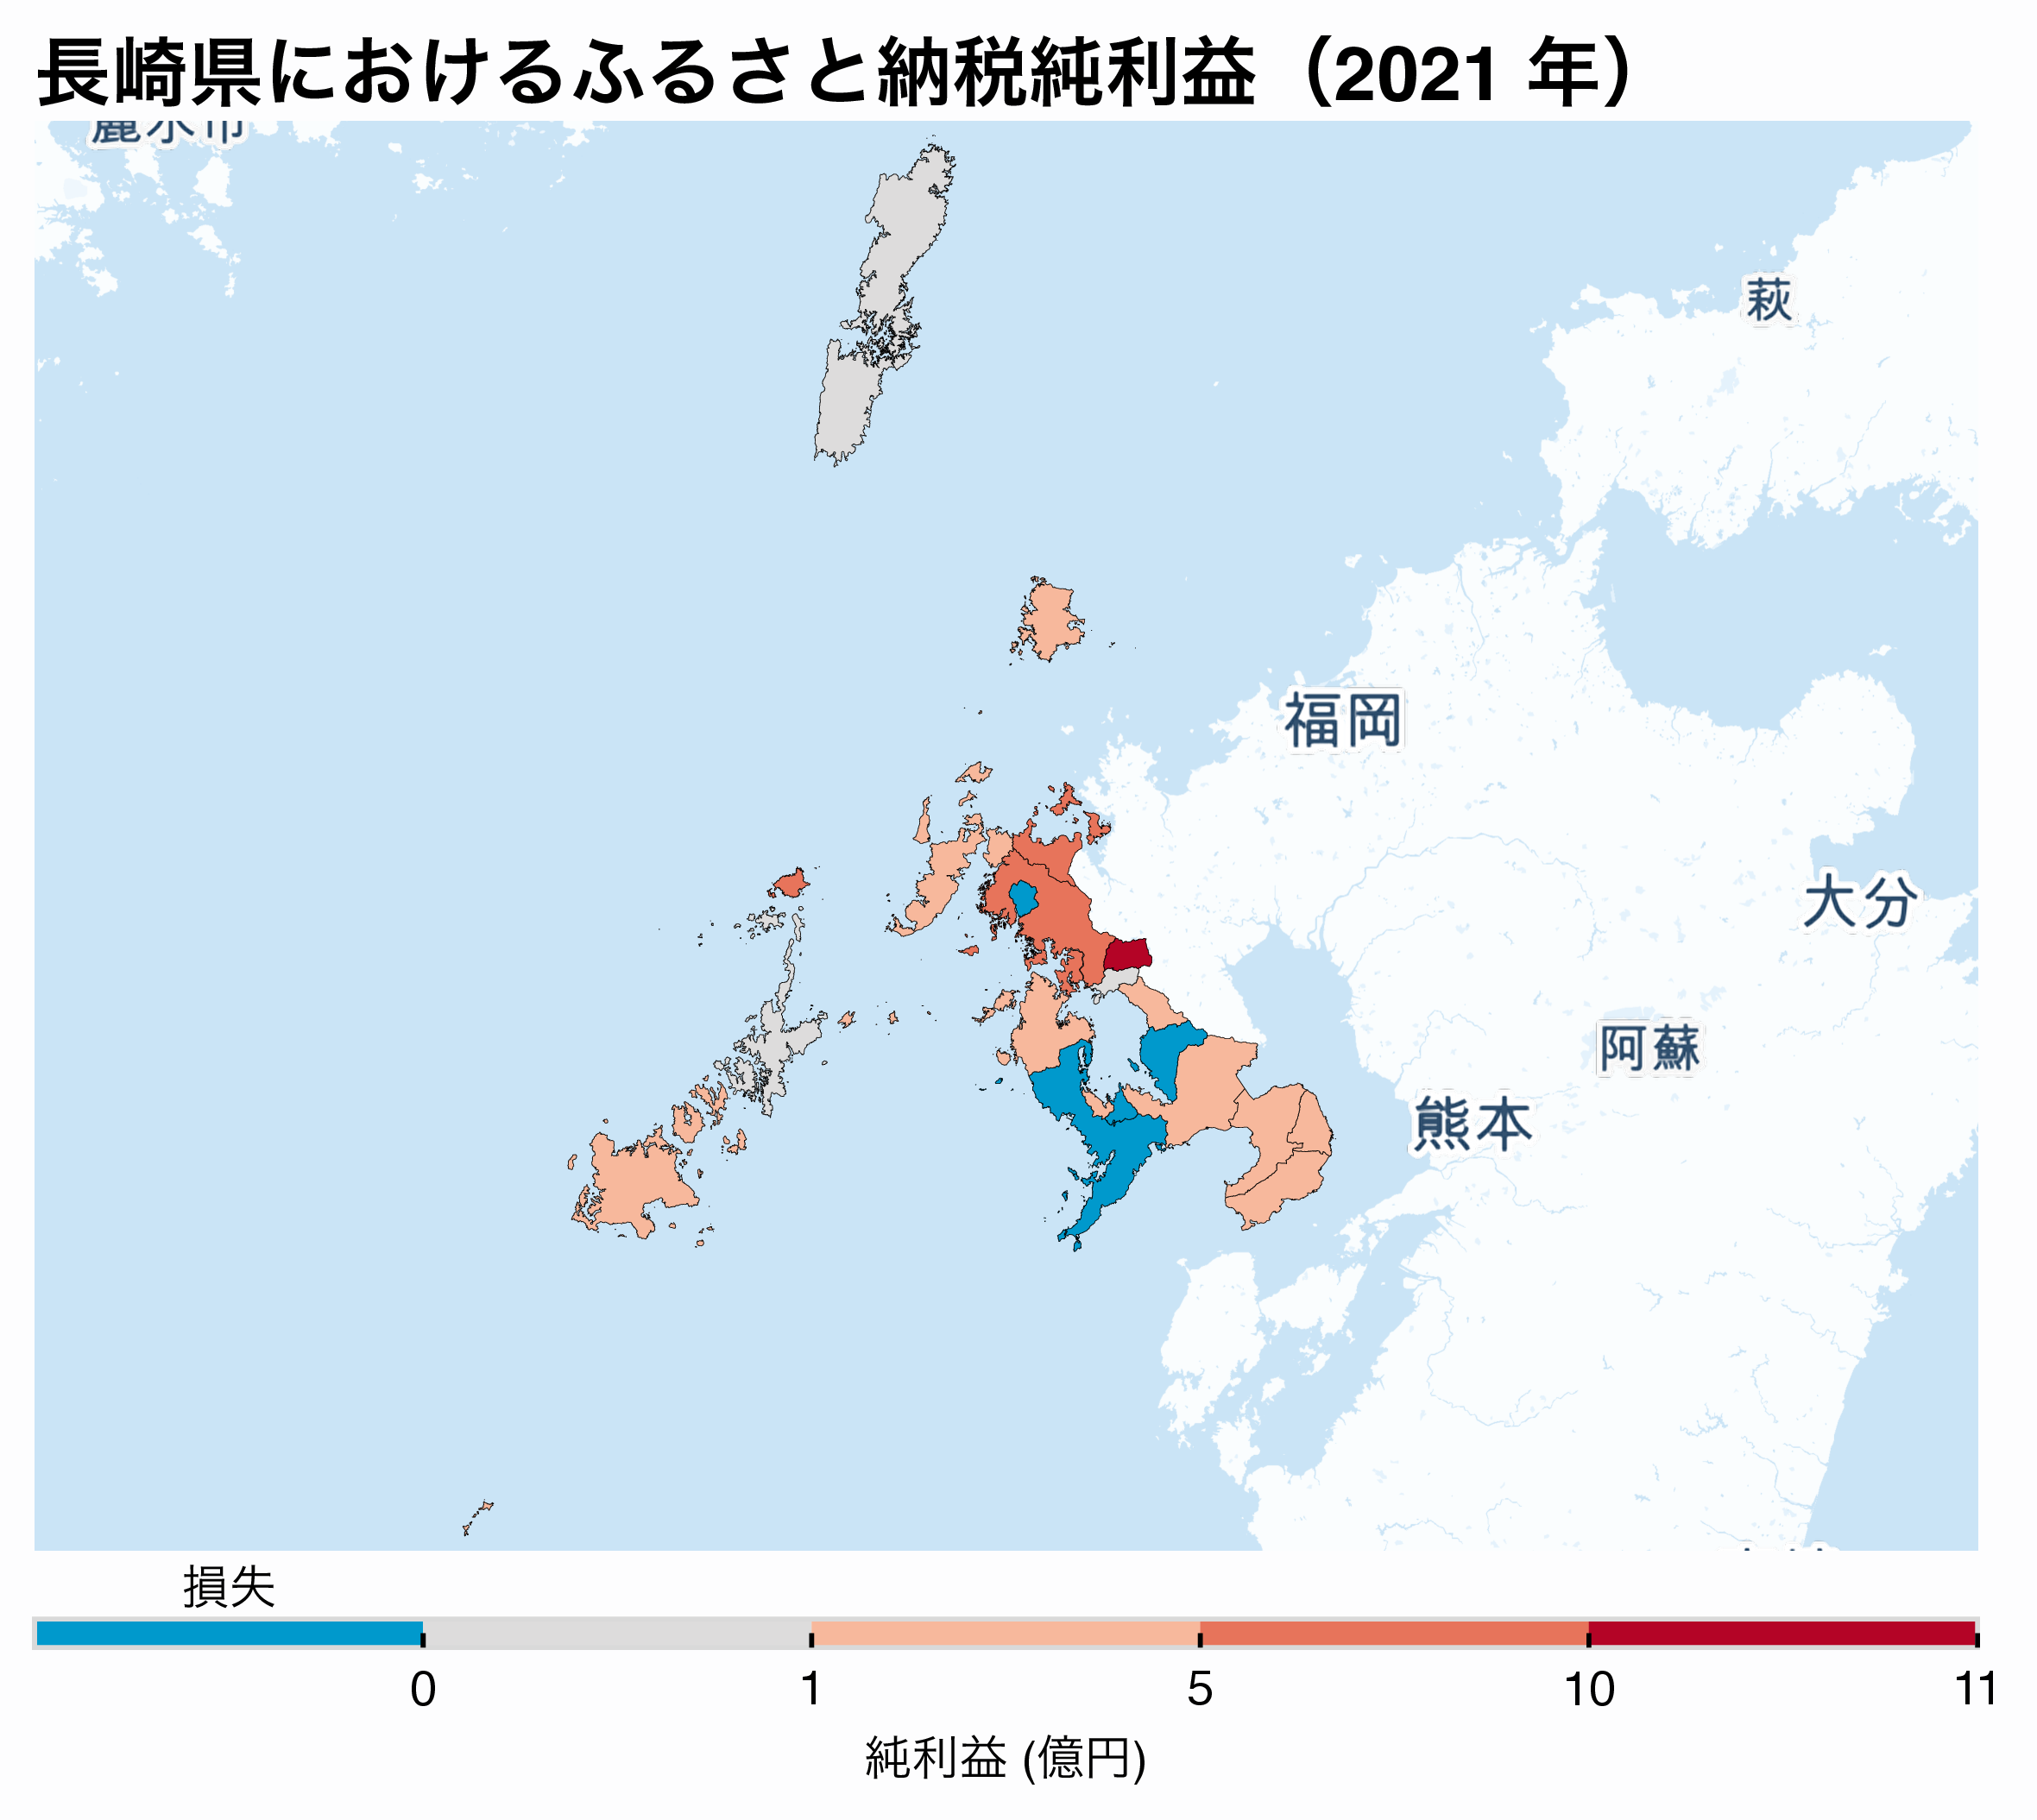 長崎県におけるふるさと納税純利益（2021 年）
麗水市
萩
福岡
大分
阿蘇
熊本
損失
0 1 5 10 11
純利益 (億円)